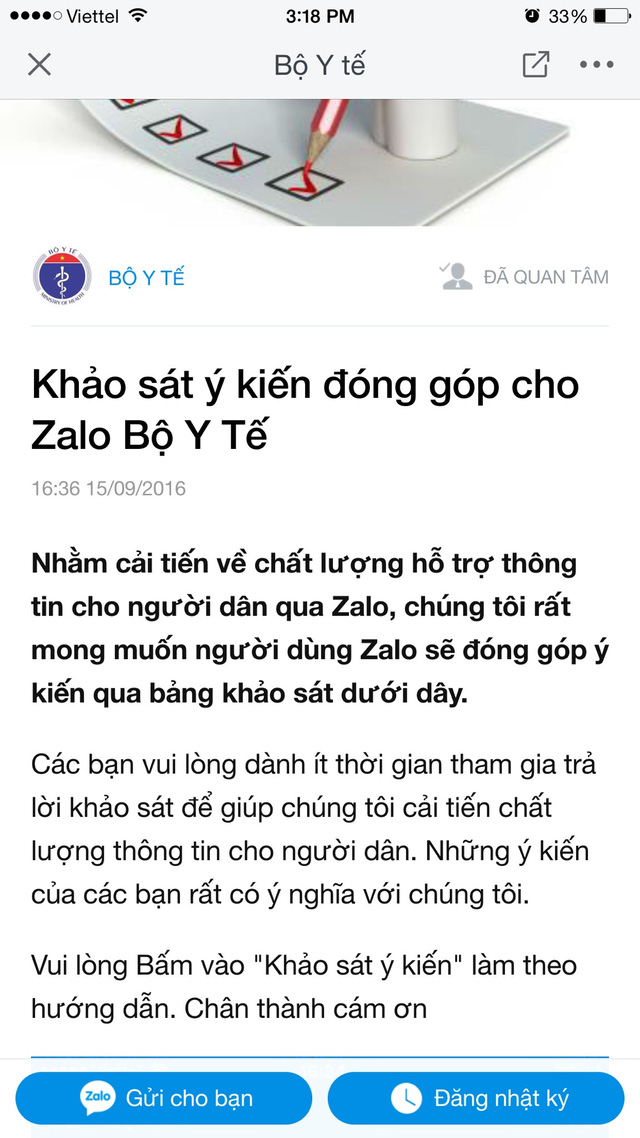 Viettel 3:18 PM 33%
Bộ Y tế
BỘ Y TẾ
MINISTRY OF HEALTH
BỘ Y TẾ ĐÃ QUAN TÂM
Khảo sát ý kiến đóng góp cho
Zalo Bộ Y Tế
16:36 15/09/2016
Nhằm cải tiến về chất lượng hỗ trợ thông
tin cho người dân qua Zalo, chúng tôi rất
mong muốn người dùng Zalo sẽ đóng góp ý
kiến qua bảng khảo sát dưới dây.
Các bạn vui lòng dành ít thời gian tham gia trả
lời khảo sát để giúp chúng tôi cải tiến chất
lượng thông tin cho người dân. Những ý kiến
của các bạn rất có ý nghĩa với chúng tôi.
Vui lòng Bấm vào "Khảo sát ý kiến" làm theo
hướng dẫn. Chân thành cám ơn
Zalo Gửi cho bạn Đăng nhật ký